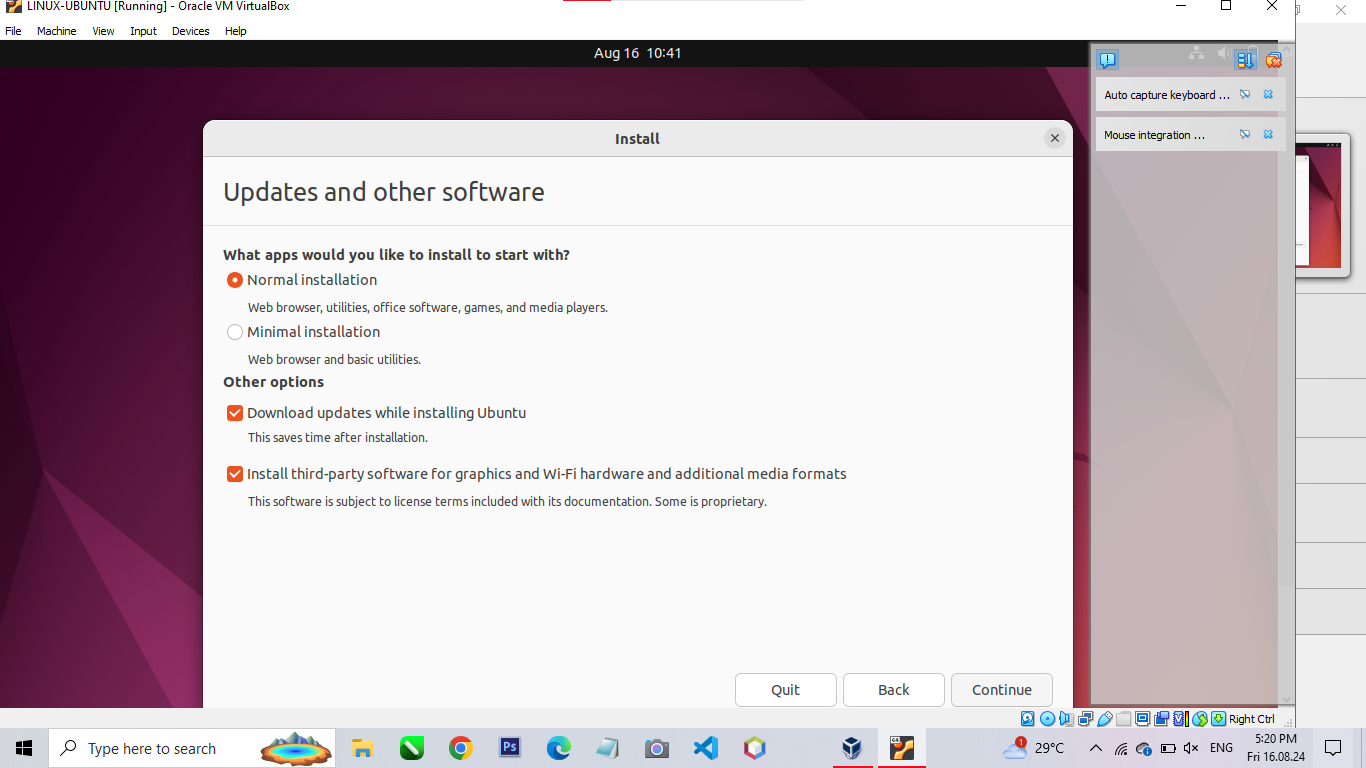 LINUX-UBUNTU [Running] - Oracle VM VirtualBox
File Machine View Input Devices Help
Aug 16 10:41
Auto capture keyboard ...
Mouse integration ...
Install
Updates and other software
What apps would you like to install to start with?
Normal installation
Web browser, utilities, office software, games, and media players.
Minimal installation
Web browser and basic utilities.
Other options
Download updates while installing Ubuntu
This saves time after installation.
Install third-party software for graphics and Wi-Fi hardware and additional media formats
This software is subject to license terms included with its documentation. Some is proprietary.
Quit Back Continue
Right Ctrl
Type here to search
Ps
64
1
29°C
ENG
5:20 PM
Fri 16.08.24